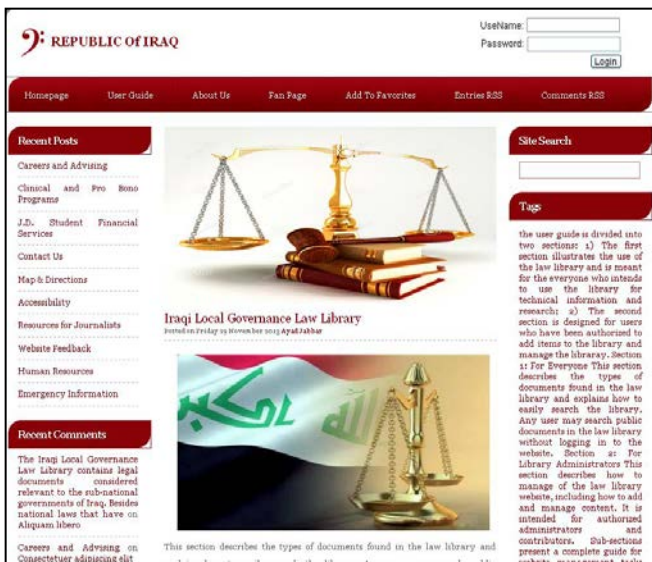 REPUBLIC Of IRAQ
UseName:
Password:
Login
Homepage
User Guide
About Us
Fan Page
Add To Favorites
Entries RSS
Comments RSS
Recent Posts
Careers and Advising
Clinical and Pro Bono
Programs
J.D. Student Financial
Services
Contact Us
Map & Directions
Accessibility
Resources for Journalists
Website Feedback
Human Resources
Emergency Information
Recent Comments
The Iraqi Local Governance
Law Library contains legal
documents considered
relevant to the sub-national
governments of Iraq. Besides
national laws that have on
Aliquam libero
Careers and Advising on
Consectetuer adipiscing elit
Iraqi Local Governance Law Library
Posted on Friday 15 November 2013 Ayad Jabbar
الله اكبر
This section describes the types of documents found in the law library and
Site Search
Tags
the user guide is divided into
two sections: 1) The first
section illustrates the use of
the law library and is meant
for the everyone who intends
to use the library for
technical information and
research; 2) The second
section is designed for users
who have been authorized to
add items to the library and
manage the libraray. Section
1: For Everyone This section
describes the types of
documents found in the law
library and explains how to
easily search the library.
Any user may search public
documents in the law library
without logging in to the
website. Section 2: For
Library Administrators This
section describes how to
manage of the law library
website, including how to add
and manage content. It is
intended for authorized
administrators and
contributors. Sub-sections
present a complete guide for
website management tasks